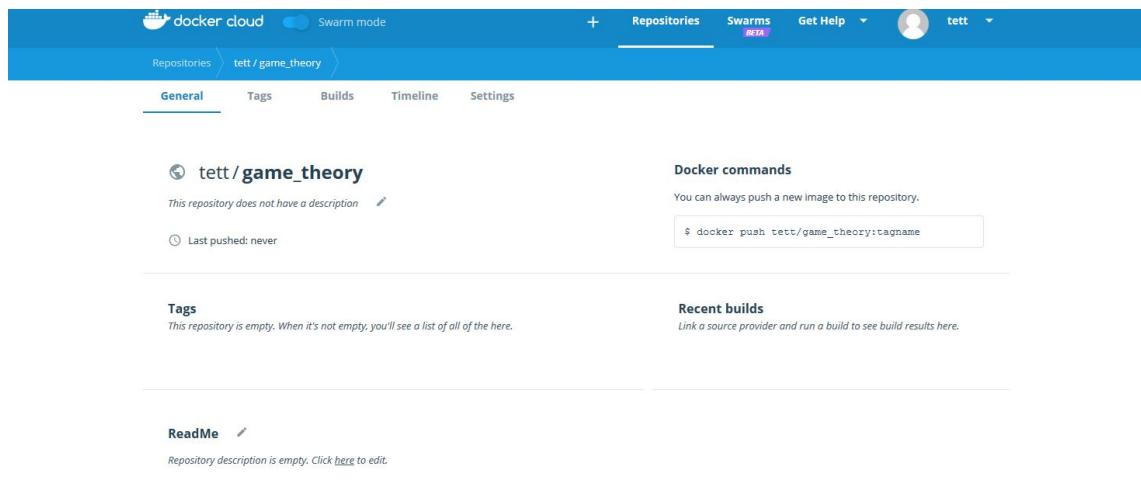 docker cloud Swarm mode + Repositories Swarms Get Help tett
BETA
Repositories tett / game_theory
General Tags Builds Timeline Settings
tett / game_theory
This repository does not have a description
Last pushed: never
Docker commands
You can always push a new image to this repository.
$ docker push tett/game_theory:tagname
Tags
This repository is empty. When it's not empty, you'll see a list of all of the here.
Recent builds
Link a source provider and run a build to see build results here.
ReadMe
Repository description is empty. Click here to edit.